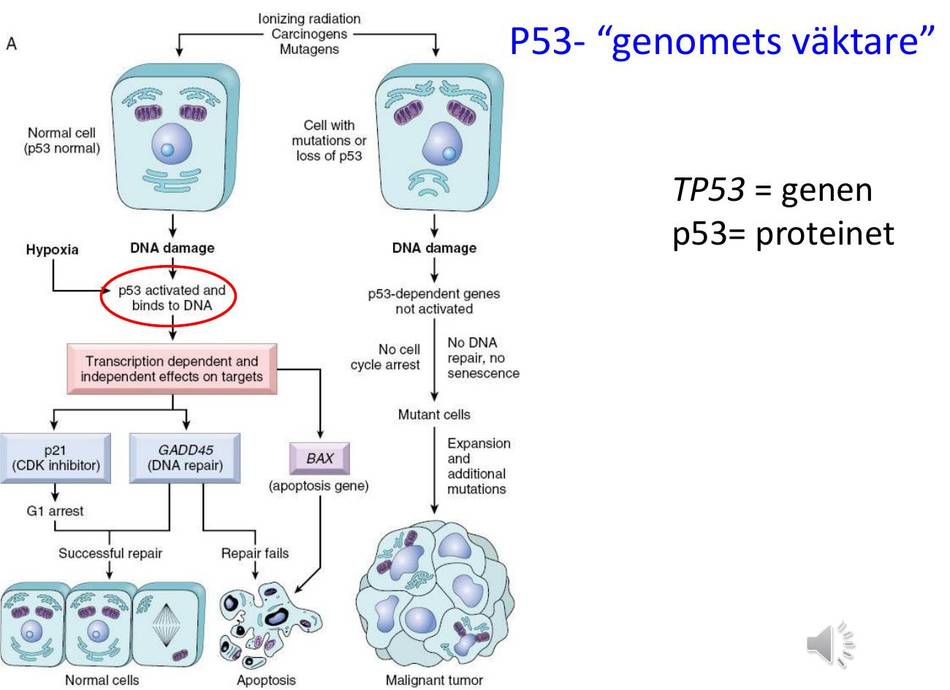 P53- “genomets väktare”
TP53 = genen
p53= proteinet
A
Ionizing radiation
Carcinogens
Mutagens
Normal cell
(p53 normal)
Cell with
mutations or
loss of p53
Hypoxia
DNA damage
p53 activated and
binds to DNA
Transcription dependent and
independent effects on targets
p21
(CDK inhibitor)
GADD45
(DNA repair)
BAX
(apoptosis gene)
G1 arrest
Successful repair
Repair fails
Normal cells
Apoptosis
DNA damage
p53-dependent genes
not activated
No cell
cycle arrest
No DNA
repair, no
senescence
Mutant cells
Expansion
and
additional
mutations
Malignant tumor